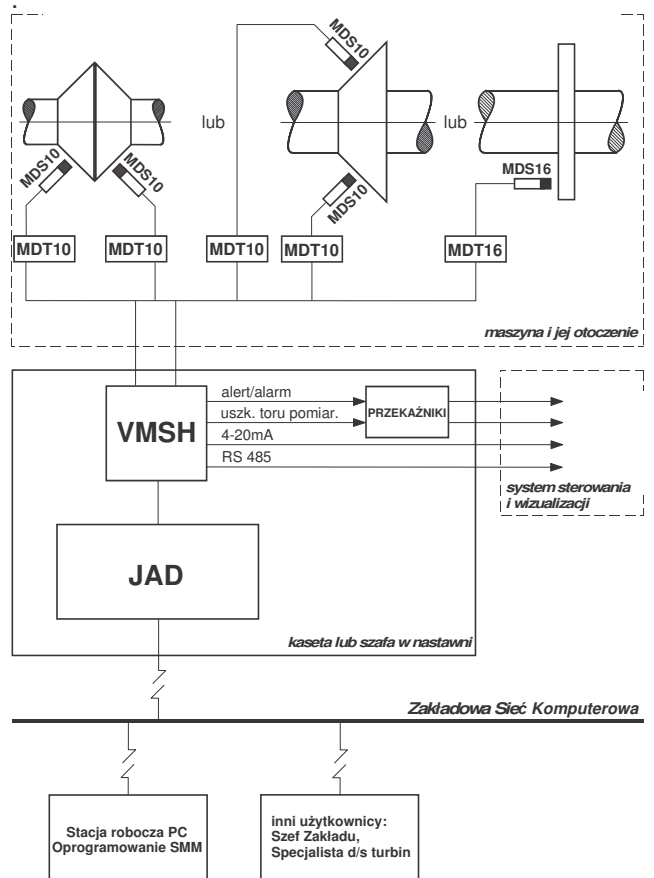 MDS10
MDS10
lub
MDS10
MDS10
lub
MDS16
MDT10
MDT10
MDT10
MDT10
MDT16
maszyna i jej otoczenie
VMSH
alert/alarm
uszk. toru pomiar.
4-20mA
RS 485
PRZEKAŹNIKI
system sterowania
i wizualizacji
JAD
kaseta lub szafa w nastawni
Zakładowa Sieć Komputerowa
Stacja robocza PC
Oprogramowanie SMM
inni użytkownicy:
Szef Zakładu,
Specjalista d/s turbin